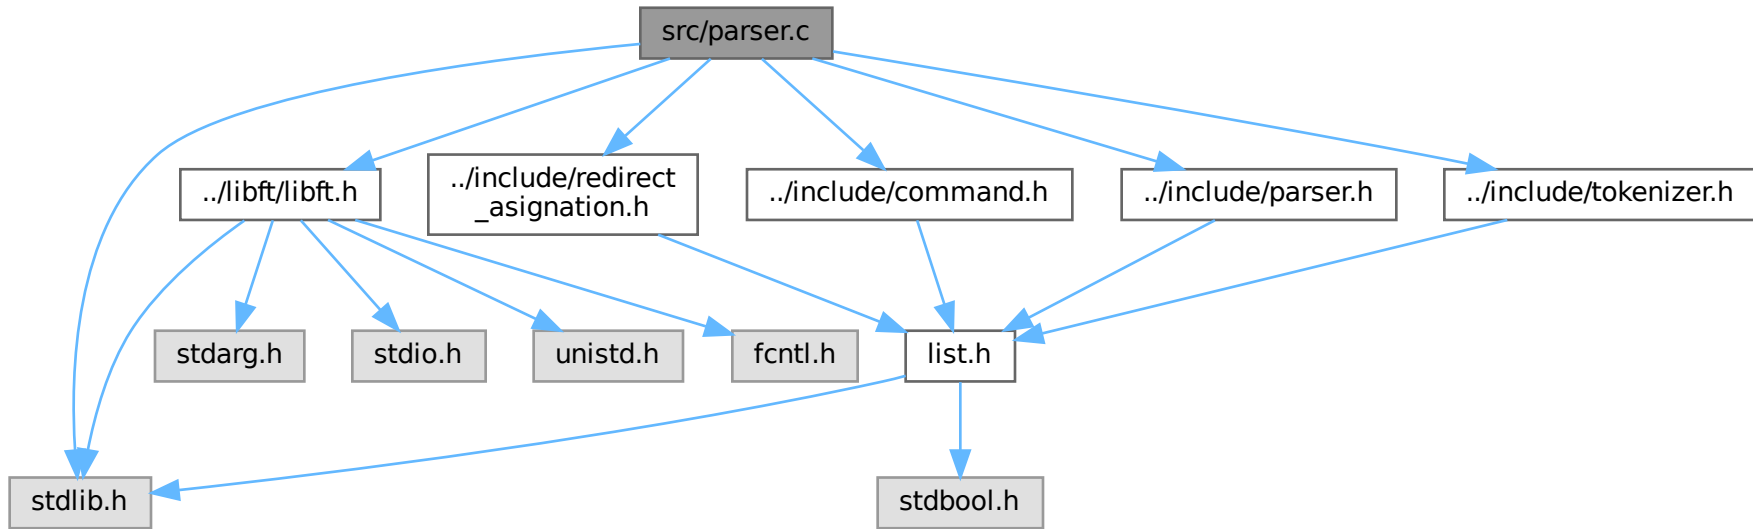 src/parser.c
../libft/libft.h
../include/redirect
_asignation.h
../include/command.h
../include/parser.h
../include/tokenizer.h
stdarg.h
stdio.h
unistd.h
fcntl.h
list.h
stdlib.h
stdbool.h